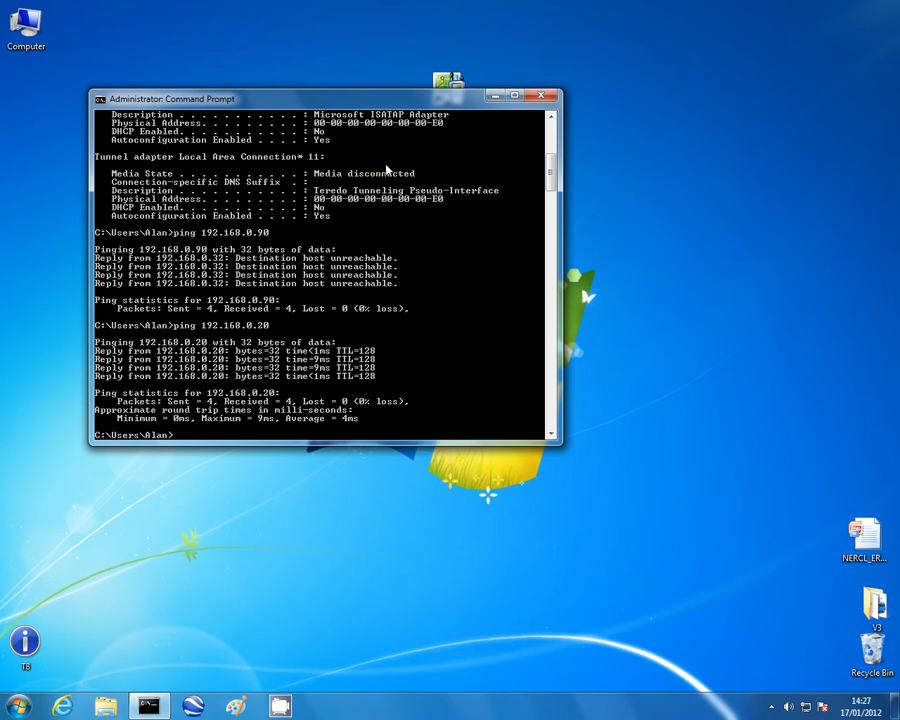 Computer
Administrator: Command Prompt
Description . . . . . . . . . . . : Microsoft ISATAP Adapter
Physical Address. . . . . . . . . : 00-00-00-00-00-00-00-E0
DHCP Enabled. . . . . . . . . . . : No
Autoconfiguration Enabled . . . . : Yes
Tunnel adapter Local Area Connection* 11:
Media State . . . . . . . . . . . : Media disconnected
Connection-specific DNS Suffix . :
Description . . . . . . . . . . . : Teredo Tunneling Pseudo-Interface
Physical Address. . . . . . . . . : 00-00-00-00-00-00-00-E0
DHCP Enabled. . . . . . . . . . . : No
Autoconfiguration Enabled . . . . : Yes
C:\Users\Alan>ping 192.168.0.90
Pinging 192.168.0.90 with 32 bytes of data:
Reply from 192.168.0.32: Destination host unreachable.
Reply from 192.168.0.32: Destination host unreachable.
Reply from 192.168.0.32: Destination host unreachable.
Reply from 192.168.0.32: Destination host unreachable.
Ping statistics for 192.168.0.90:
Packets: Sent = 4, Received = 4, Lost = 0 (0% loss),
C:\Users\Alan>ping 192.168.0.20
Pinging 192.168.0.20 with 32 bytes of data:
Reply from 192.168.0.20: bytes=32 time<1ms TTL=128
Reply from 192.168.0.20: bytes=32 time=9ms TTL=128
Reply from 192.168.0.20: bytes=32 time=9ms TTL=128
Reply from 192.168.0.20: bytes=32 time<1ms TTL=128
Ping statistics for 192.168.0.20:
Packets: Sent = 4, Received = 4, Lost = 0 (0% loss),
Approximate round trip times in milli-seconds:
Minimum = 0ms, Maximum = 9ms, Average = 4ms
C:\Users\Alan>
NERCL_ER...
V3
T8
Recycle Bin
14:27
17/01/2012